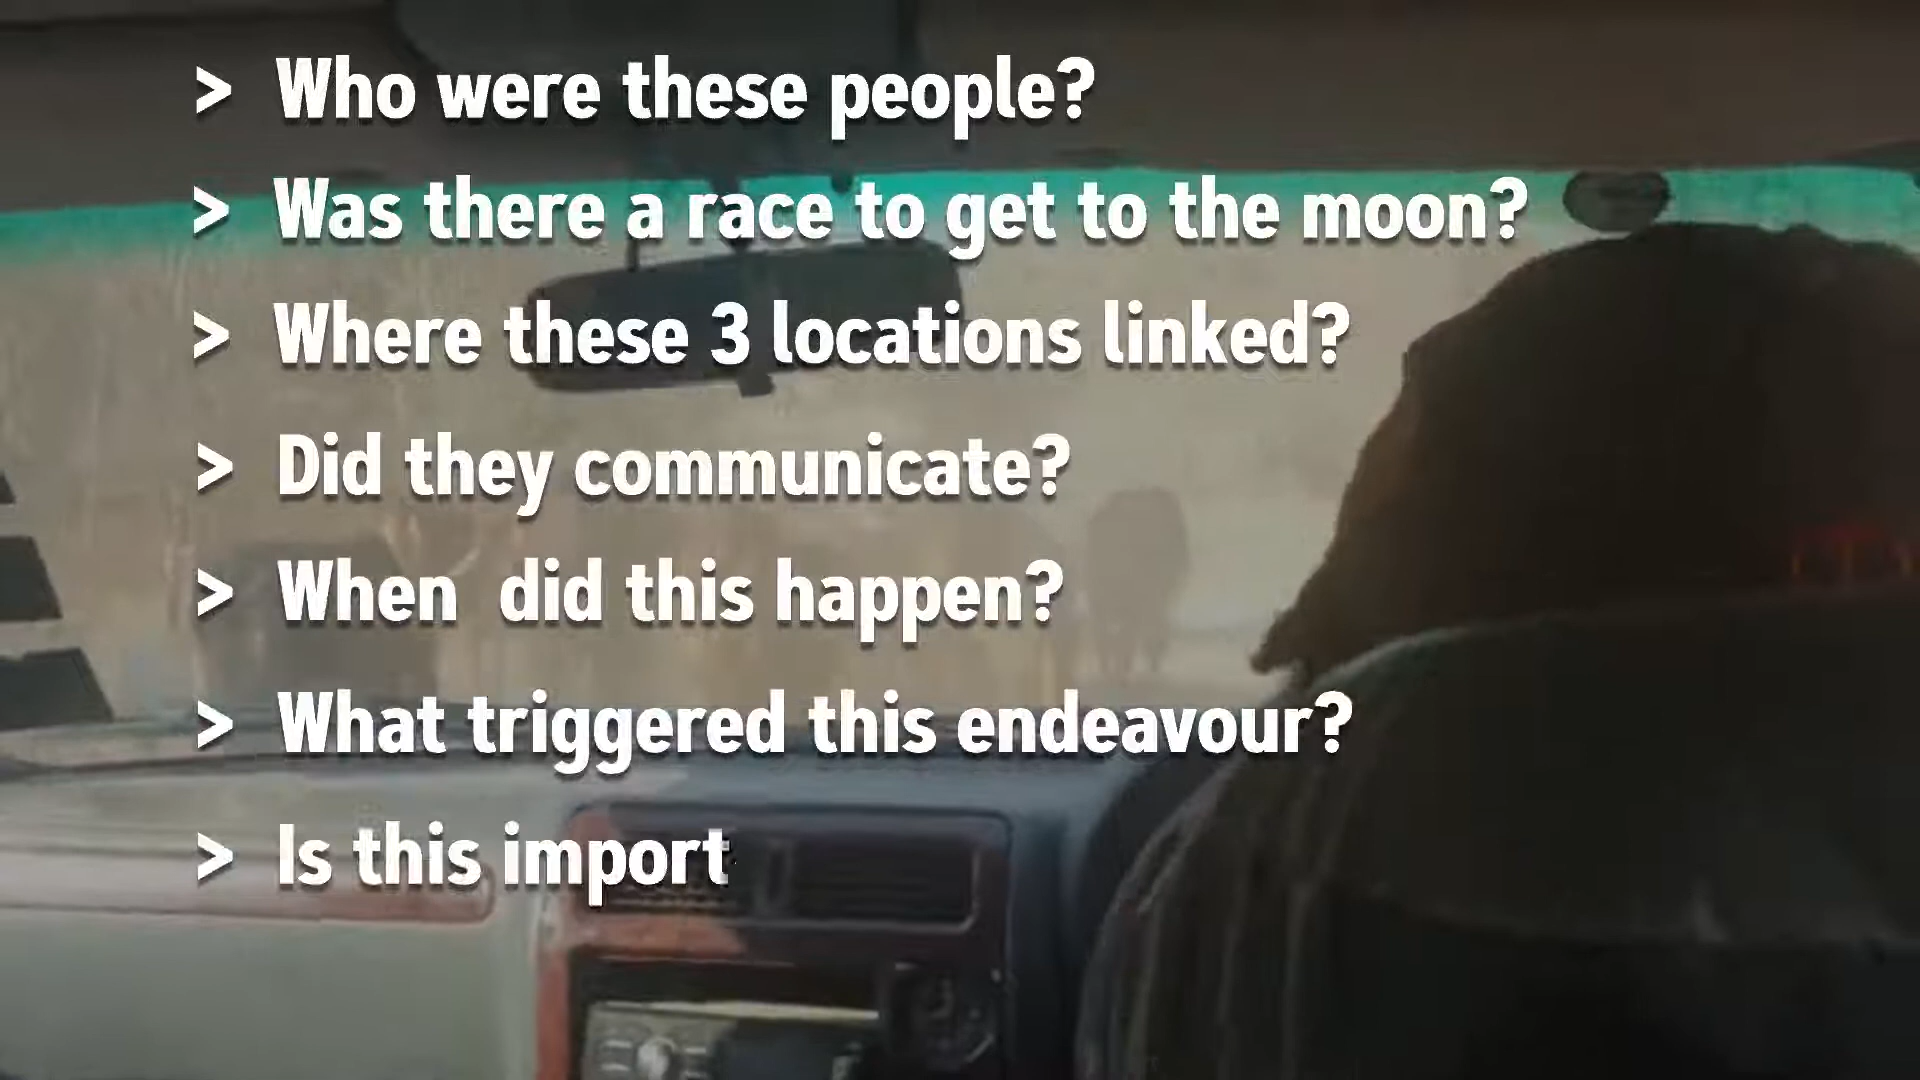 > Who were these people?
> Was there a race to get to the moon?
> Where these 3 locations linked?
> Did they communicate?
> When  did this happen?
> What triggered this endeavour?
> Is this import